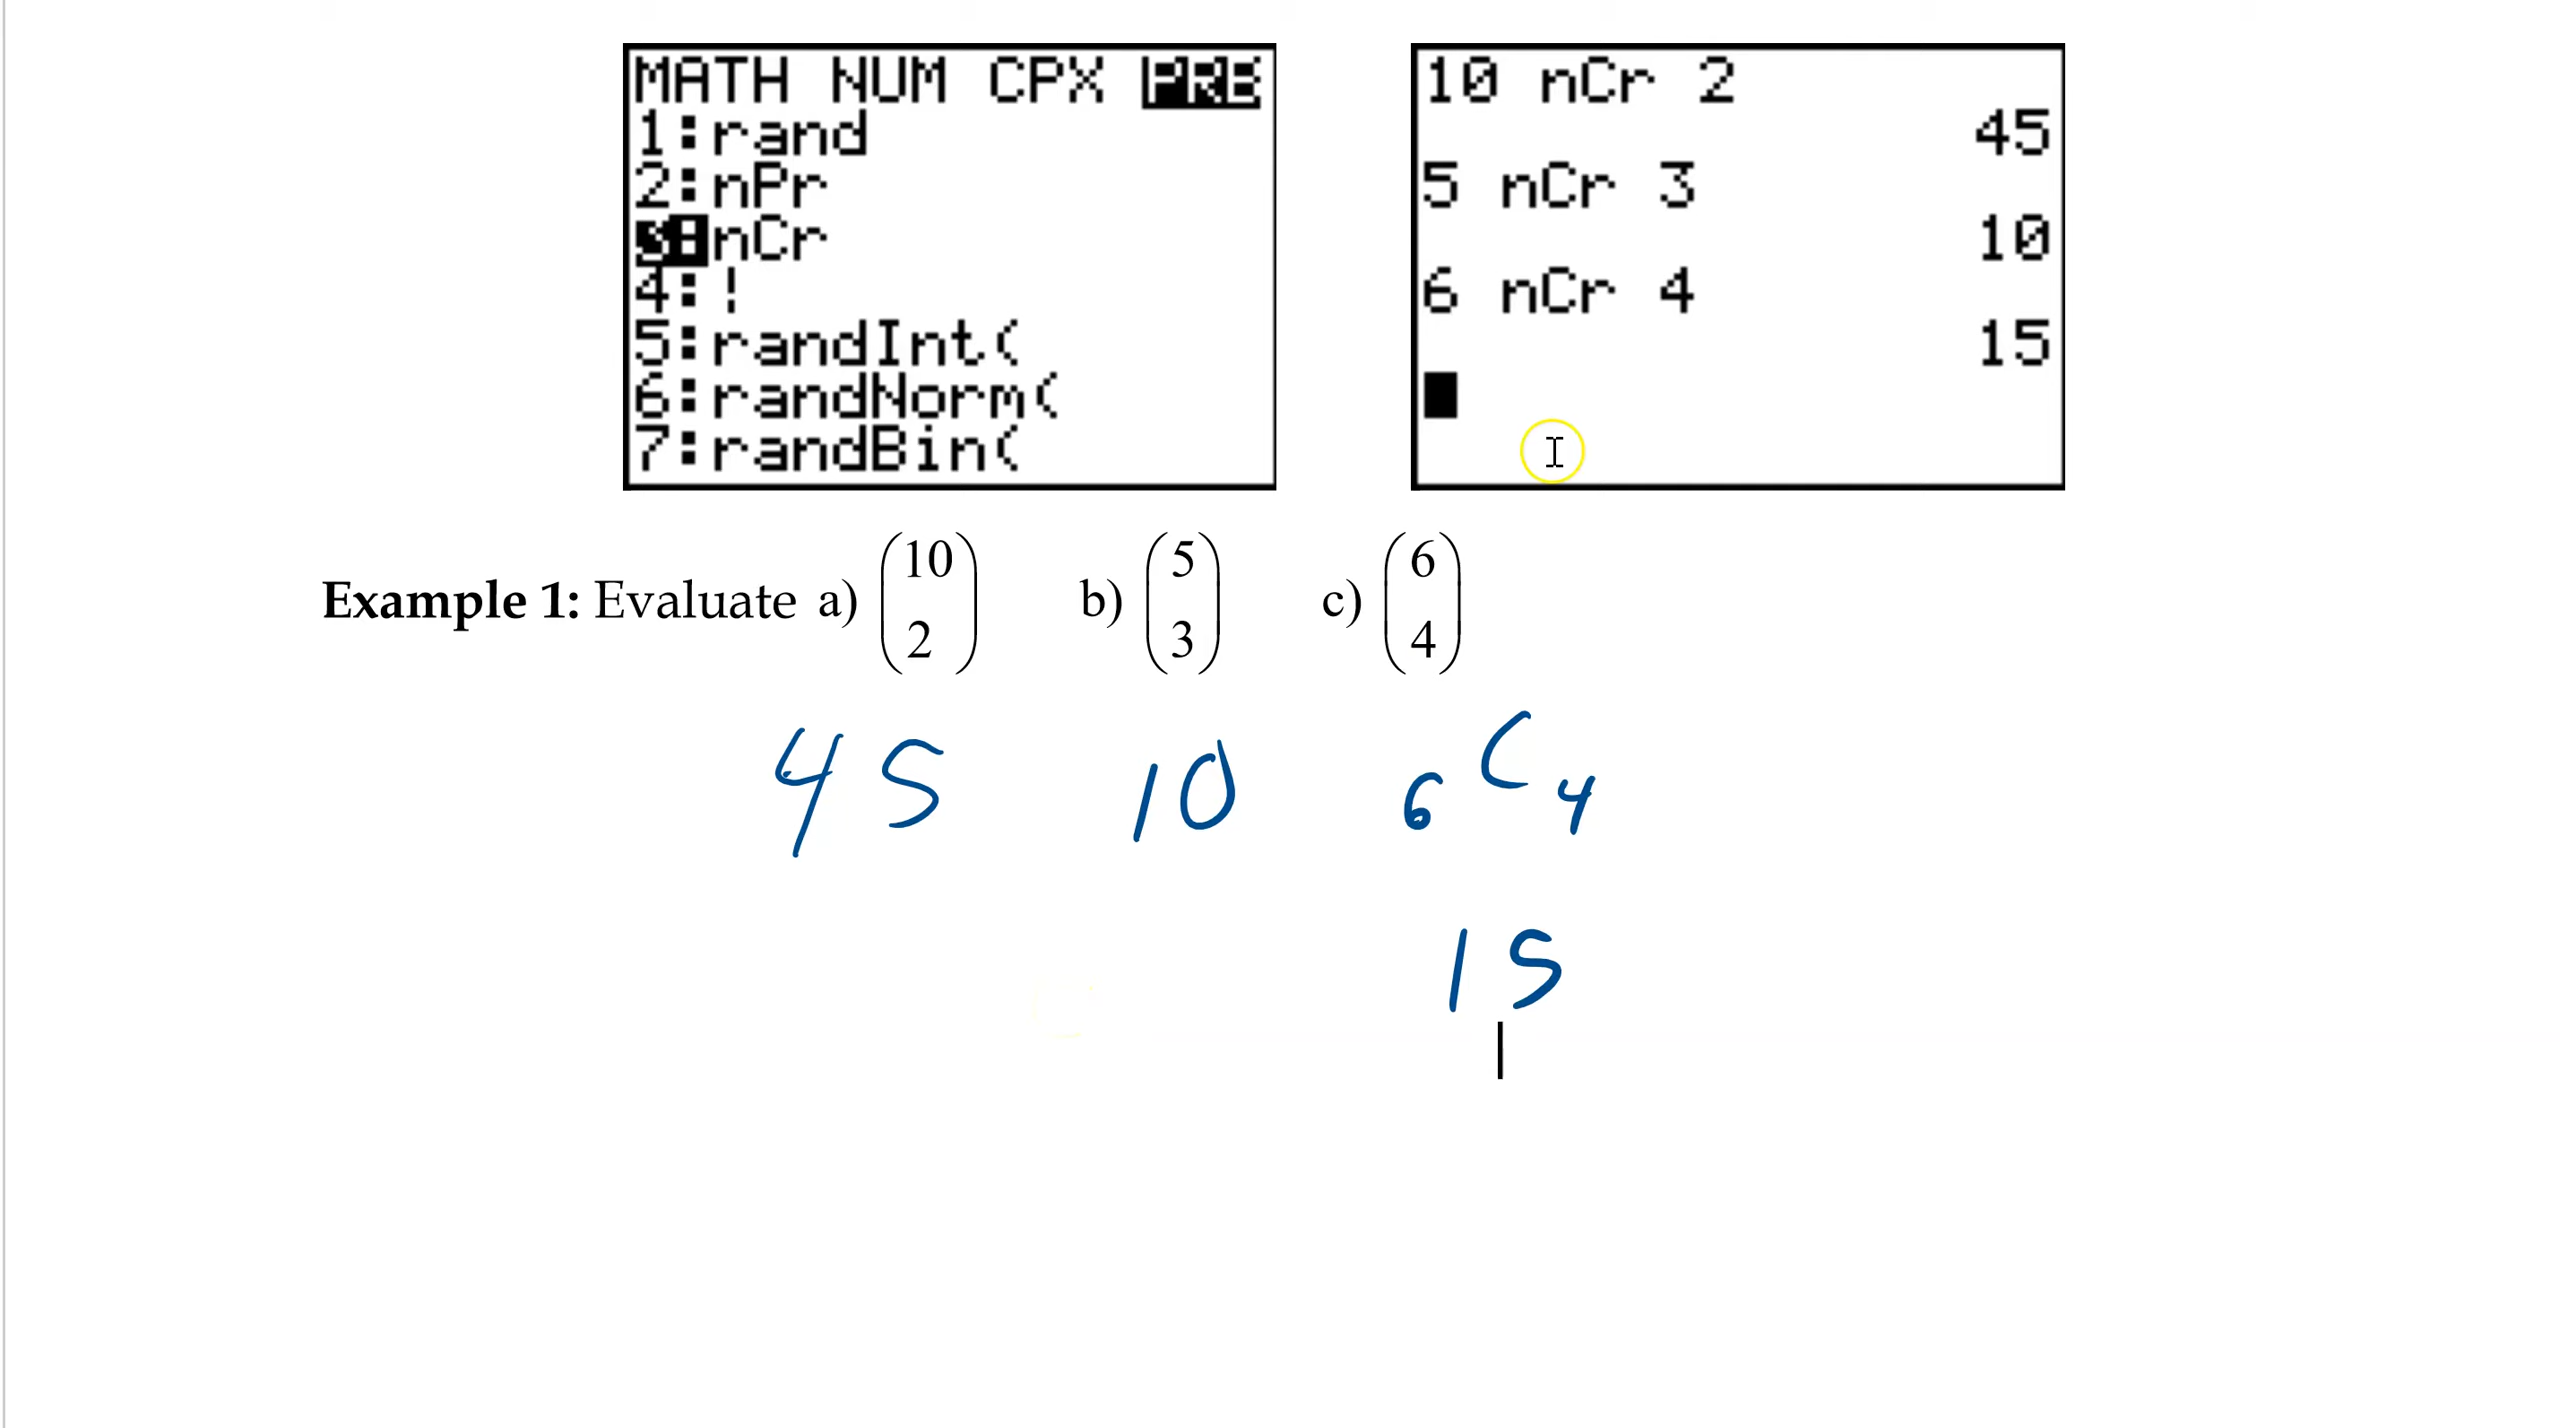 MATH NUM CPX PRB
1:rand
2:nPr
3:nCr
4:!
5:randInt(
6:randNorm(
7:randBin(
10 nCr 2
45
5 nCr 3
10
6 nCr 4
15
Example 1: Evaluate a) (10 2) b) (5 3) c) (6 4)
45 10 6C4
15